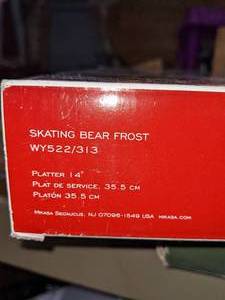 SKATING BEAR FROST
WY522/313
PLATTER 14"
PLAT DE SERVICE, 35.5 CM
PLATÓN 35.5 CM
MIKASA SECAUCUS, NJ 07096-1549 USA MIKASA.COM